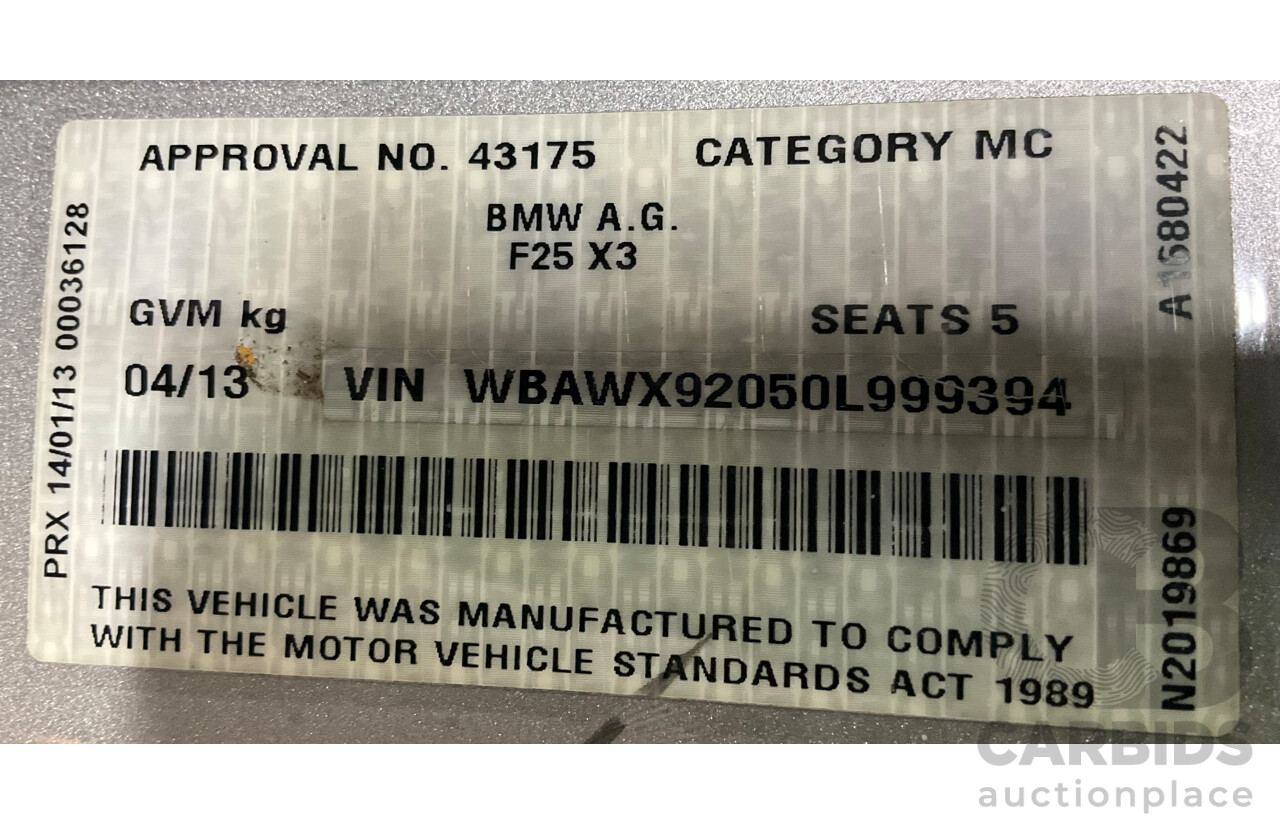 APPROVAL NO. 43175 CATEGORY MC
BMW A.G.
F25 X3
GVM kg SEATS 5
04/13 VIN WBAWX92050L999394
THIS VEHICLE WAS MANUFACTURED TO COMPLY
WITH THE MOTOR VEHICLE STANDARDS ACT 1989
PRX 14/01/13 00036128
A1680422
N2019869
CARBIDS
auctionplace